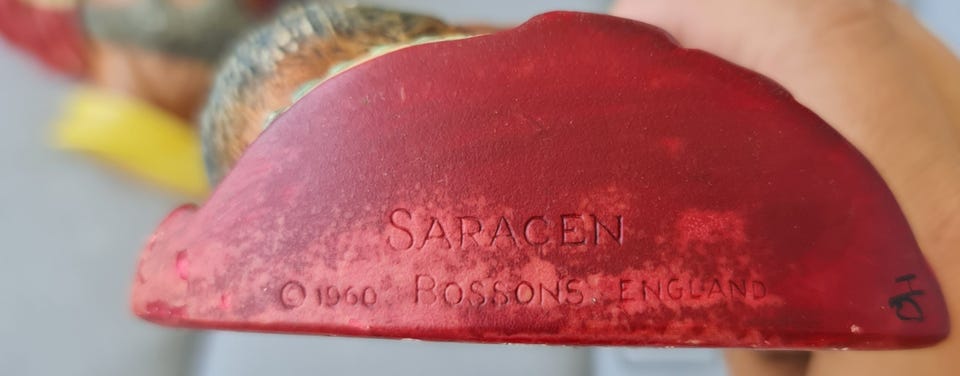 SARACEN
© 1960 BOSSONS ENGLAND